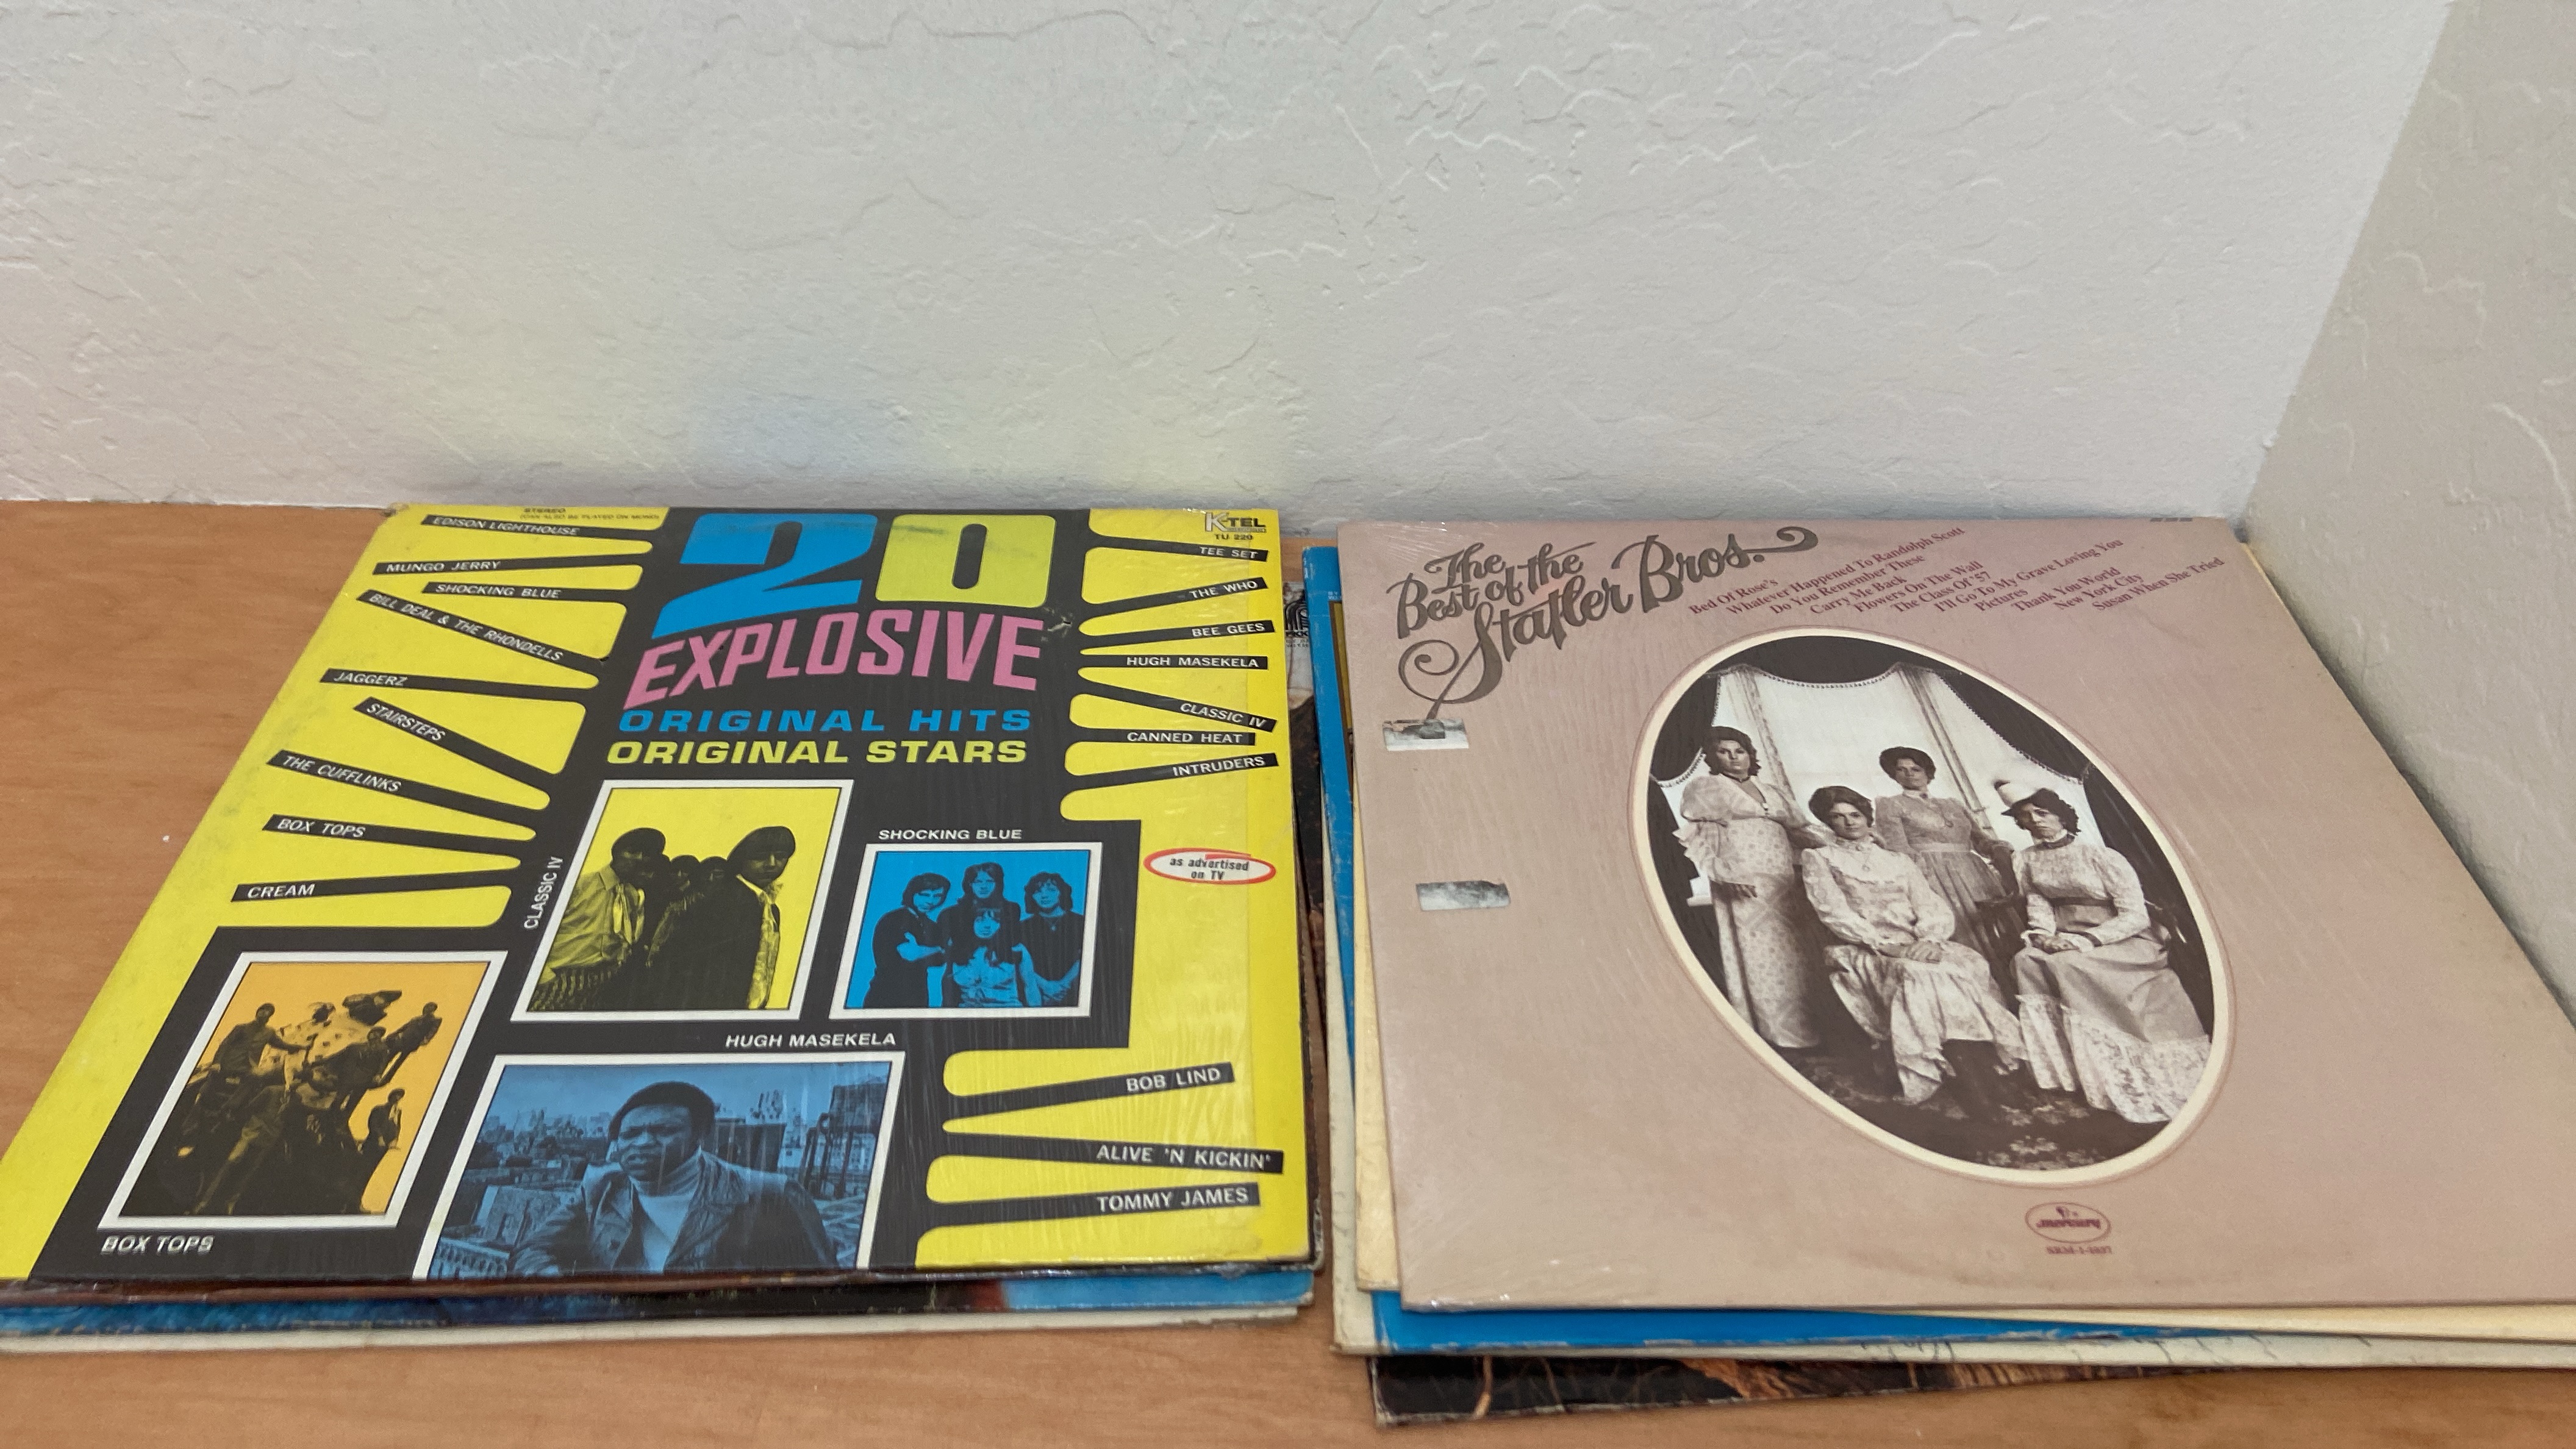 STEREO
EDISON LIGHTHOUSE
MUNGO JERRY
SHOCKING BLUE
BILL DEAL & THE RHONDELLS
JAGGERZ
STAIRSTEPS
THE CUFFLINKS
BOX TOPS
CREAM
20
EXPLOSIVE
ORIGINAL HITS
ORIGINAL STARS
K-TEL
TU 220
TEE SET
THE WHO
BEE GEES
HUGH MASEKELA
CLASSIC IV
CANNED HEAT
INTRUDERS
as advertised
on TV
CLASSIC IV
SHOCKING BLUE
HUGH MASEKELA
BOX TOPS
BOB LIND
ALIVE 'N KICKIN'
TOMMY JAMES
The
Best of the
Statler Bros.
Bed Of Rose's
Whatever Happened To Randolph Scott
Do You Remember These
Carry Me Back
Flowers On The Wall
The Class Of '57
I'll Go To My Grave Loving You
Pictures
Thank You World
New York City
Susan When She Tried
mercury